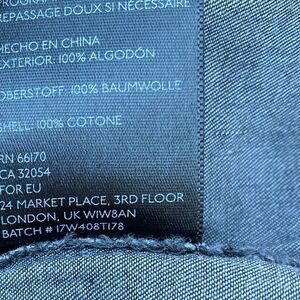 PROGRAM
REPASSAGE DOUX SI NÉCESSAIRE
HECHO EN CHINA
EXTERIOR: 100% ALGODÓN
OBERSTOFF: 100% BAUMWOLLE
SHELL: 100% COTONE
RN 66170
CA 32054
FOR EU
24 MARKET PLACE, 3RD FLOOR
LONDON, UK W1W8AN
BATCH # 17W408T178